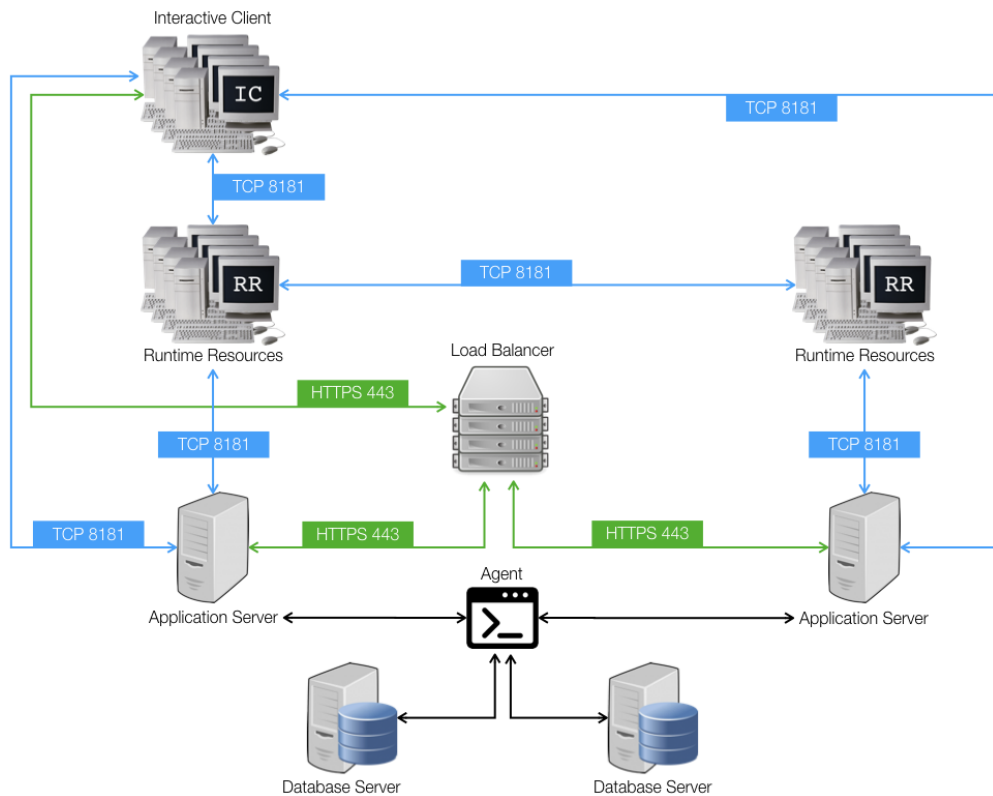 Interactive Client
IC
TCP 8181
TCP 8181
RR
TCP 8181
RR
Runtime Resources
Load Balancer
Runtime Resources
HTTPS 443
TCP 8181
TCP 8181
TCP 8181
HTTPS 443
HTTPS 443
Agent
Application Server
>_
Application Server
Database Server
Database Server